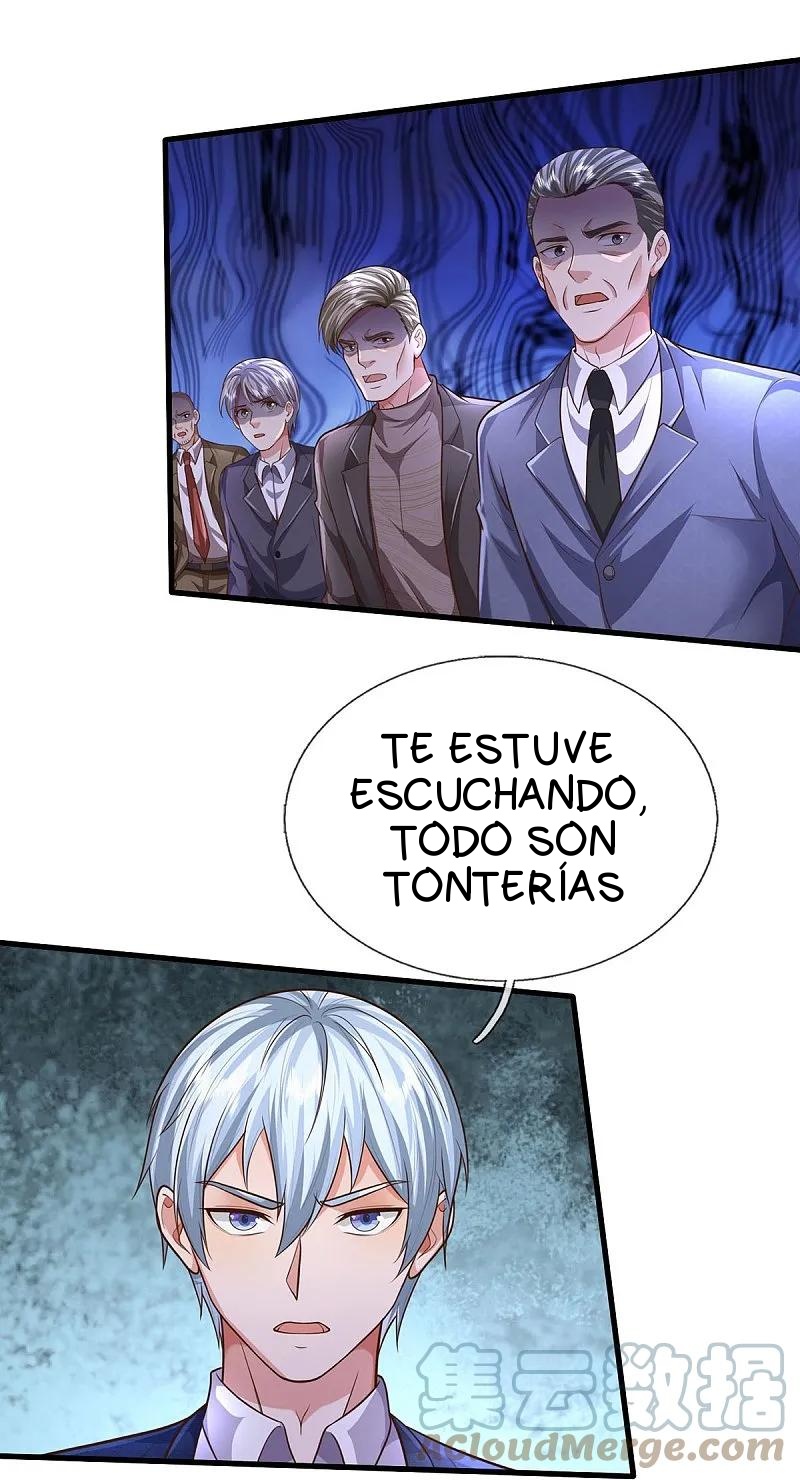 TE ESTUVE
ESCUCHANDO,
TODO SON
TONTERÍAS
集云数据
AcloudMerge.com